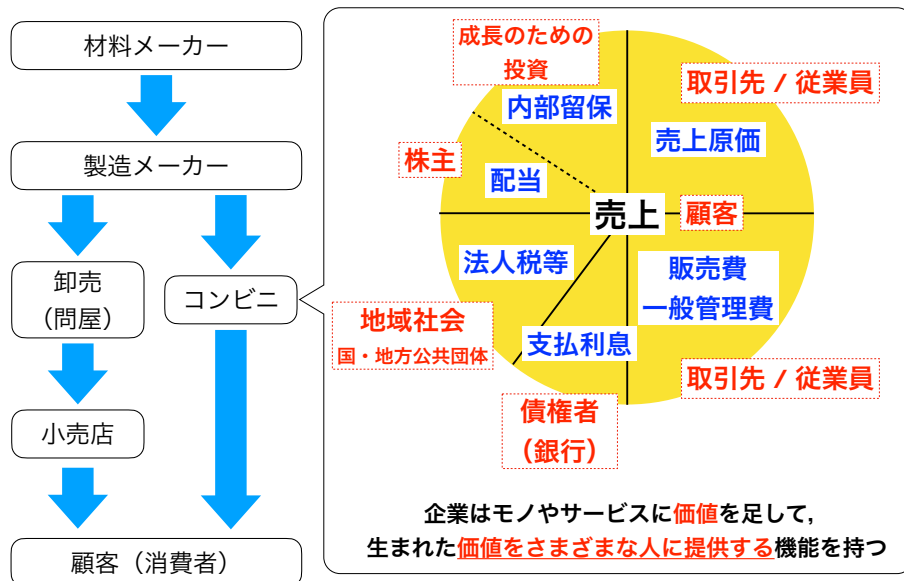 材料メーカー
製造メーカー
卸売
（問屋）
コンビニ
小売店
顧客（消費者）
成長のための
投資
内部留保
取引先 / 従業員
売上原価
株主
配当
売上
顧客
法人税等
販売費
一般管理費
地域社会
国・地方公共団体
支払利息
取引先 / 従業員
債権者
（銀行）
企業はモノやサービスに価値を足して,
生まれた価値をさまざまな人に提供する機能を持つ